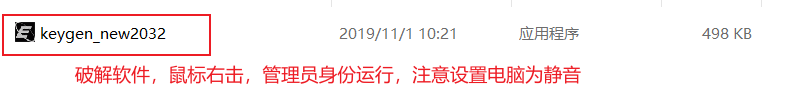 keygen_new2032 2019/11/1 10:21 应用程序 498 KB
破解软件，鼠标右击，管理员身份运行，注意设置电脑为静音